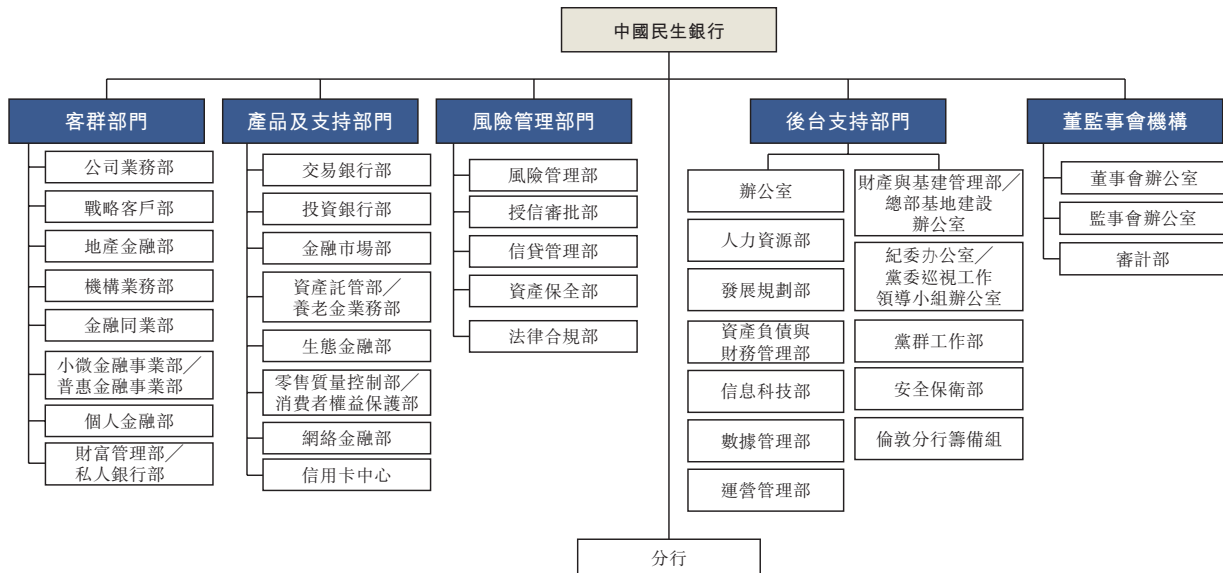 中國民生銀行
客群部門
公司業務部
戰略客戶部
地產金融部
機構業務部
金融同業部
小微金融事業部╱
普惠金融事業部
個人金融部
財富管理部╱
私人銀行部
產品及支持部門
交易銀行部
投資銀行部
金融市場部
資產託管部╱
養老金業務部
生態金融部
零售質量控制部╱
消費者權益保護部
網絡金融部
信用卡中心
風險管理部門
風險管理部
授信審批部
信貸管理部
資產保全部
法律合規部
後台支持部門
辦公室
人力資源部
發展規劃部
資產負債與
財務管理部
信息科技部
數據管理部
運營管理部
財產與基建管理部╱
總部基地建設
辦公室
紀委办公室╱
黨委巡視工作
領導小組辦公室
黨群工作部
安全保衛部
倫敦分行籌備組
董監事會機構
董事會辦公室
監事會辦公室
審計部
分行